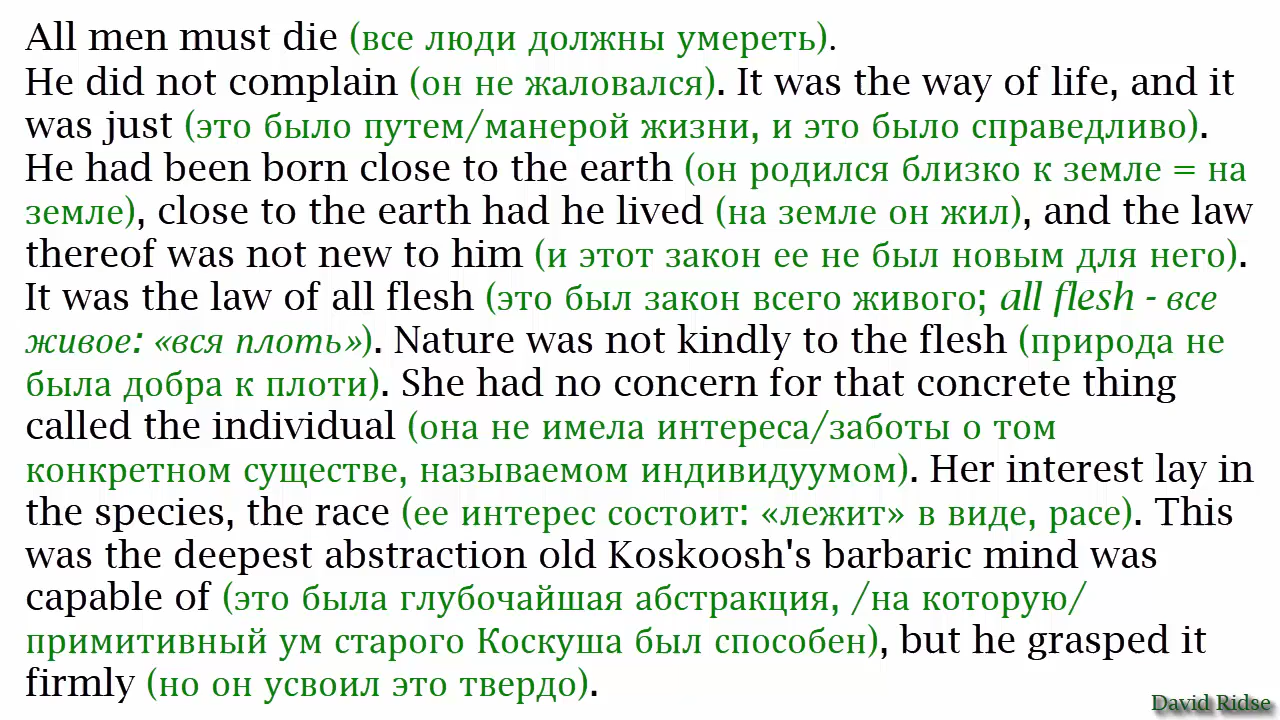 All men must die (все люди должны умереть).
He did not complain (он не жаловался). It was the way of life, and it
was just (это было путем/манерой жизни, и это было справедливо).
He had been born close to the earth (он родился близко к земле = на
земле), close to the earth had he lived (на земле он жил), and the law
thereof was not new to him (и этот закон ее не был новым для него).
It was the law of all flesh (это был закон всего живого; all flesh - все
живое: «вся плоть»). Nature was not kindly to the flesh (природа не
была добра к плоти). She had no concern for that concrete thing
called the individual (она не имела интереса/заботы о том
конкретном существе, называемом индивидуумом). Her interest lay in
the species, the race (ее интерес состоит: «лежит» в виде, расе). This
was the deepest abstraction old Koskoosh's barbaric mind was
capable of (это была глубочайшая абстракция, /на которую/
примитивный ум старого Коскуша был способен), but he grasped it
firmly (но он усвоил это твердо).
David Ridse